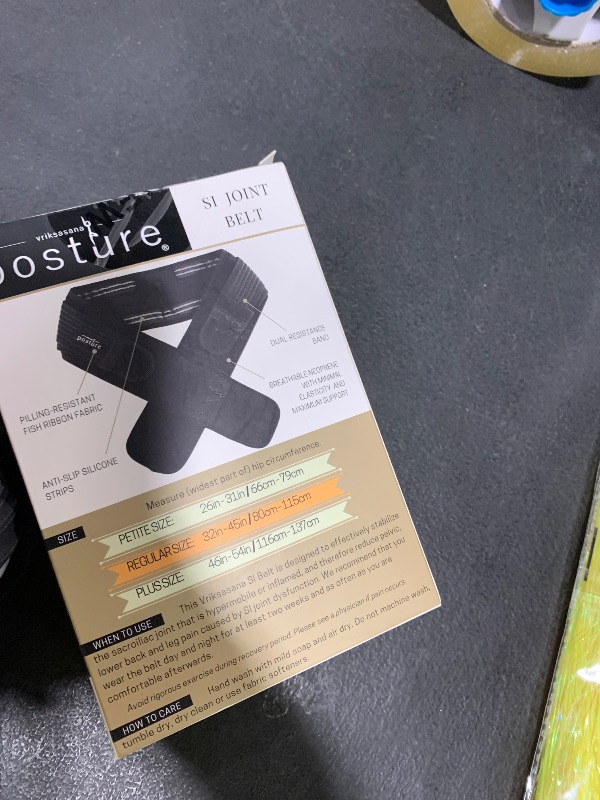 vriksasana
posture®
SI JOINT
BELT
posture
DUAL RESISTANCE
BAND
BREATHABLE NEOPRENE
WITH MINIMAL
ELASTICITY AND
MAXIMUM SUPPORT
PILLING-RESISTANT
FISH RIBBON FABRIC
ANTI-SLIP SILICONE
STRIPS
Measure (widest part of) hip circumference.
SIZE
PETITE SIZE: 26in-31in/66cm-79cm
REGULAR SIZE: 32in-45in/80cm-115cm
PLUS SIZE: 46in-54in/116cm-137cm
WHEN TO USE This Vriksasana SI Belt is designed to effectively stabilize
the sacroiliac joint that is hypermobile or inflamed, and therefore reduce pelvic,
lower back and leg pain caused by SI joint dysfunction. We recommend that you
wear the belt day and night for at least two weeks and as often as you are
comfortable afterwards.
Avoid rigorous exercise during recovery period. Please see a physician if pain occurs.
HOW TO CARE Hand wash with mild soap and air dry. Do not machine wash,
tumble dry, dry clean or use fabric softeners.